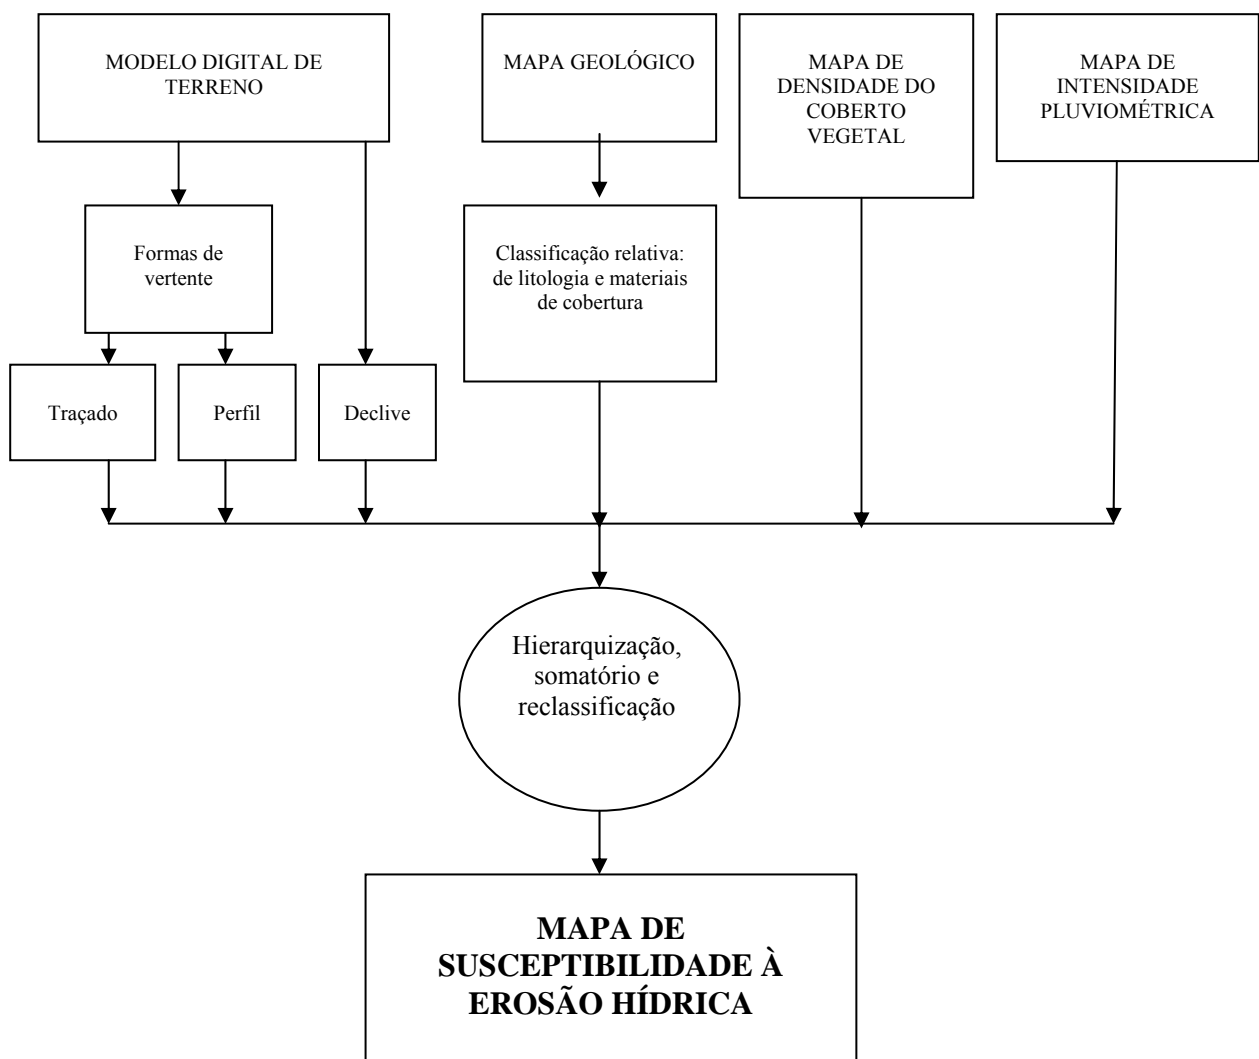 MODELO DIGITAL DE
TERRENO
MAPA GEOLÓGICO
MAPA DE
DENSIDADE DO
COBERTO
VEGETAL
MAPA DE
INTENSIDADE
PLUVIOMÉTRICA
Formas de
vertente
Classificação relativa:
de litologia e materiais
de cobertura
Traçado
Perfil
Declive
Hierarquização,
somatório e
reclassificação
MAPA DE
SUSCEPTIBILIDADE À
EROSÃO HÍDRICA